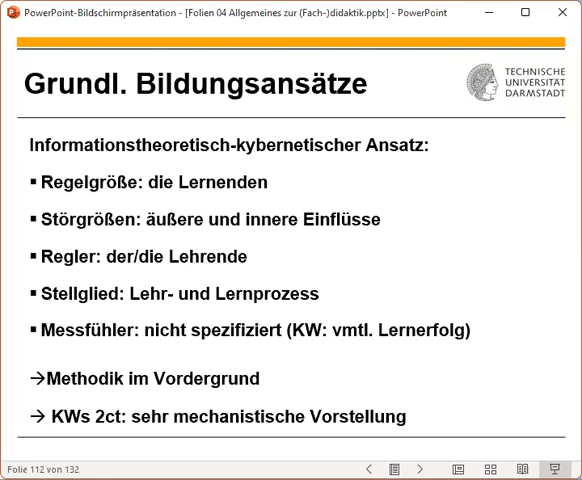 PowerPoint-Bildschirmpräsentation - [Folien 04 Allgemeines zur (Fach-)didaktik.pptx] - PowerPoint
Grundl. Bildungsansätze
TECHNISCHE
UNIVERSITÄT
DARMSTADT
Informationstheoretisch-kybernetischer Ansatz:
▪ Regelgröße: die Lernenden
▪ Störgrößen: äußere und innere Einflüsse
▪ Regler: der/die Lehrende
▪ Stellglied: Lehr- und Lernprozess
▪ Messfühler: nicht spezifiziert (KW: vmtl. Lernerfolg)
→Methodik im Vordergrund
→ KWs 2ct: sehr mechanistische Vorstellung
Folie 112 von 132